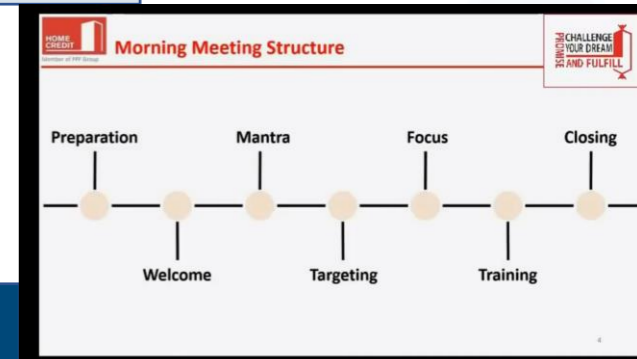 HOME
CREDIT
Member of PPF Group
Morning Meeting Structure
PROMISE
CHALLENGE
YOUR DREAM
AND FULFILL
Preparation
Mantra
Focus
Closing
Welcome
Targeting
Training
4